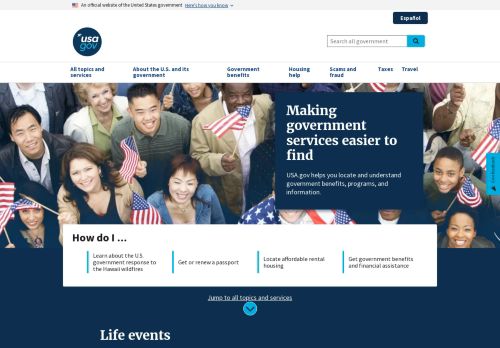 An official website of the United States government Here's how you know
Español
usa
gov
Search all government
All topics and
services
About the U.S. and its
government
Government
benefits
Housing
help
Scams and
fraud
Taxes
Travel
Making
government
services easier to
find
USA.gov helps you locate and understand
government benefits, programs, and
information.
How do I ...
Learn about the U.S.
government response to
the Hawaii wildfires
Get or renew a passport
Locate affordable rental
housing
Get government benefits
and financial assistance
Jump to all topics and services
Life events